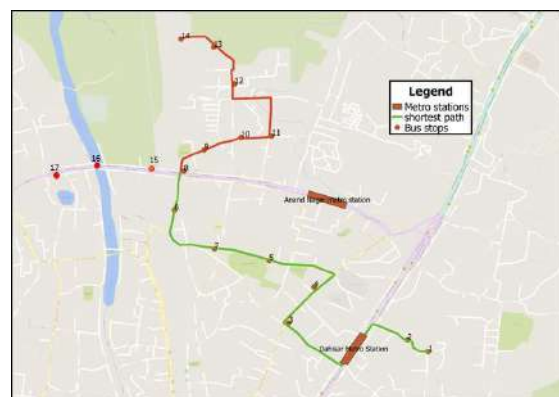 14
13
12
Legend
Metro stations
shortest path
Bus stops
11
10
9
8
15
16
17
Anand Nagar metro station
6
7
5
4
3
Dahisar Metro Station
2
1